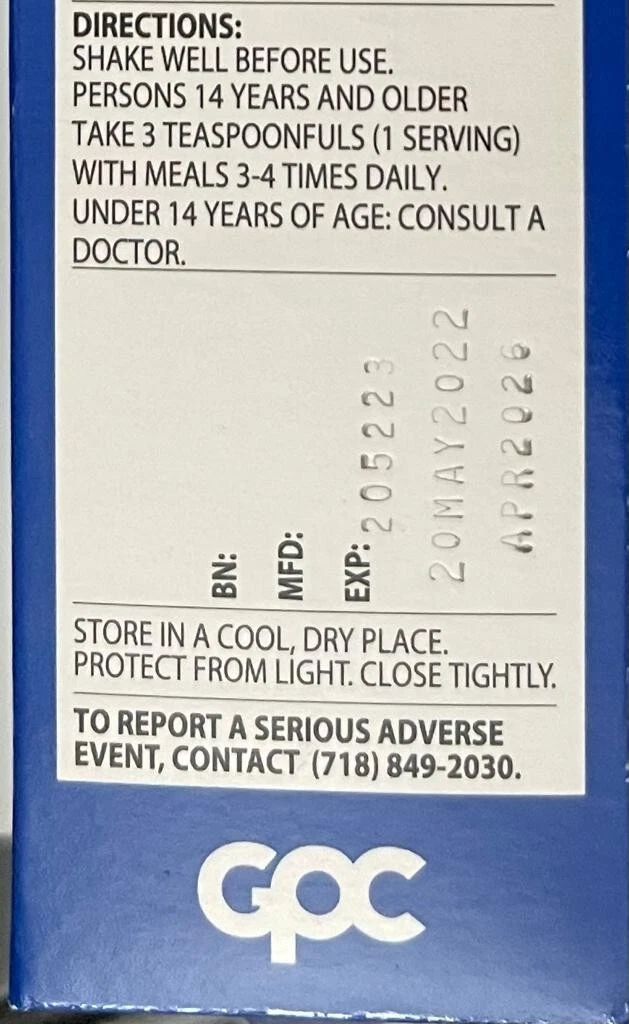 DIRECTIONS:
SHAKE WELL BEFORE USE.
PERSONS 14 YEARS AND OLDER
TAKE 3 TEASPOONFULS (1 SERVING)
WITH MEALS 3-4 TIMES DAILY.
UNDER 14 YEARS OF AGE: CONSULT A
DOCTOR.
BN:
MFD:
EXP:
205223
20MAY2022
APR2026
STORE IN A COOL, DRY PLACE.
PROTECT FROM LIGHT. CLOSE TIGHTLY.
TO REPORT A SERIOUS ADVERSE
EVENT, CONTACT (718) 849-2030.
GPC